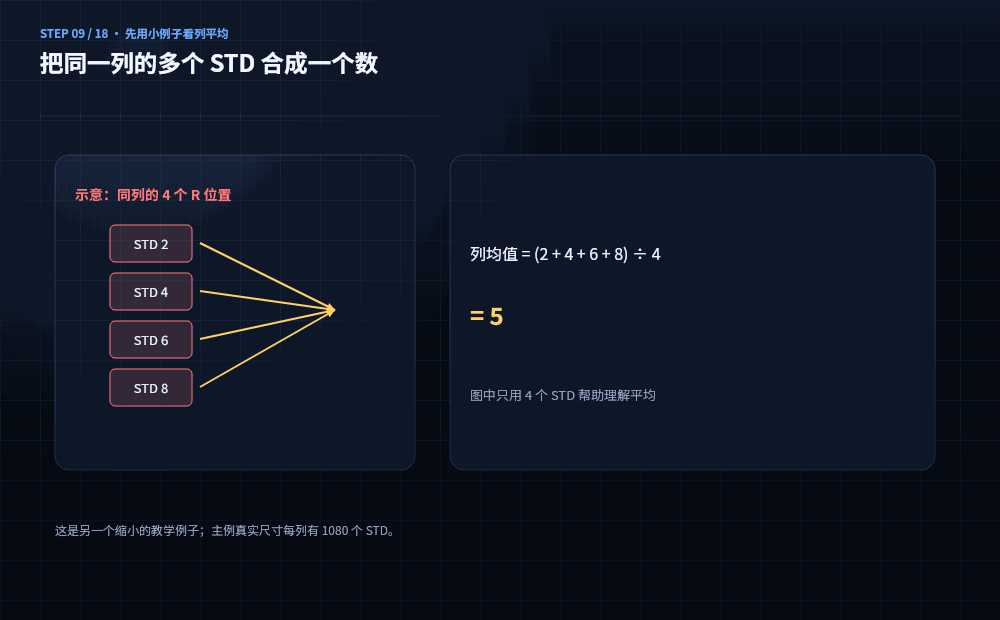 STEP 09 / 18 · 先用小例子看列平均
把同一列的多个 STD 合成一个数
示意：同列的 4 个 R 位置
STD 2
STD 4
STD 6
STD 8
列均值 = (2 + 4 + 6 + 8) ÷ 4
= 5
图中只用 4 个 STD 帮助理解平均
这是另一个缩小的教学例子；主例真实尺寸每列有 1080 个 STD。